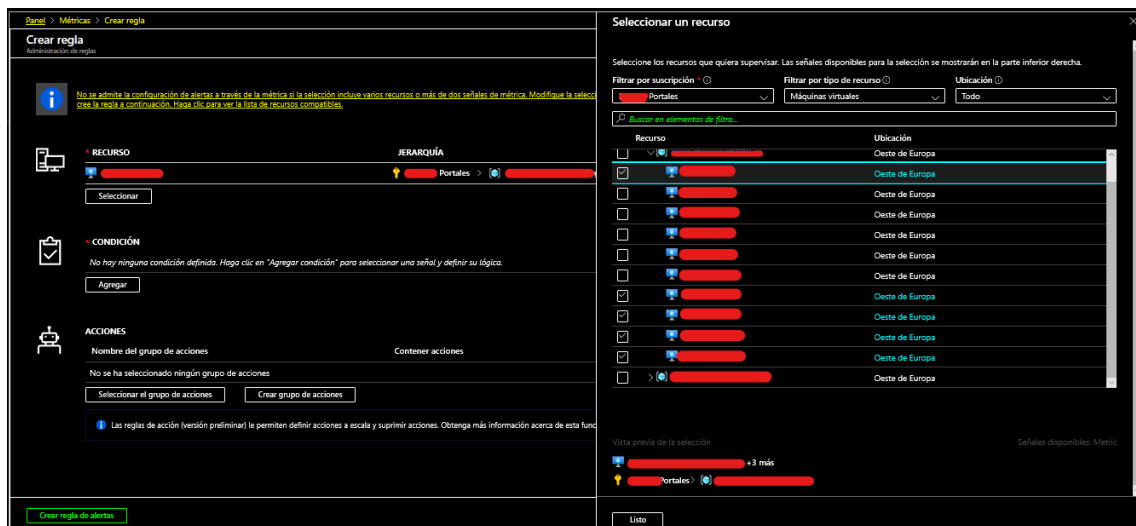 Panel > Métricas > Crear regla
Crear regla
Administración de reglas
No se admite la configuración de alertas a través de la métrica si la selección incluye varios recursos o más de dos señales de métrica. Modifique la selecci
cree la regla a continuación. Haga clic para ver la lista de recursos compatibles.
* RECURSO
JERARQUÍA
Portales >
Seleccionar
* CONDICIÓN
No hay ninguna condición definida. Haga clic en "Agregar condición" para seleccionar una señal y definir su lógica.
Agregar
ACCIONES
Nombre del grupo de acciones
Contener acciones
No se ha seleccionado ningún grupo de acciones
Seleccionar el grupo de acciones
Crear grupo de acciones
Las reglas de acción (versión preliminar) le permiten definir acciones a escala y suprimir acciones. Obtenga más información acerca de esta func
Crear regla de alertas
Seleccionar un recurso
Seleccione los recursos que quiera supervisar. Las señales disponibles para la selección se mostrarán en la parte inferior derecha.
Filtrar por suscripción *
Filtrar por tipo de recurso
Ubicación
Portales
Máquinas virtuales
Todo
Buscar en elementos de filtro...
Recurso
Ubicación
Oeste de Europa
Oeste de Europa
Oeste de Europa
Oeste de Europa
Oeste de Europa
Oeste de Europa
Oeste de Europa
Oeste de Europa
Oeste de Europa
Oeste de Europa
Oeste de Europa
Oeste de Europa
Vista previa de la selección
Señales disponibles: Metric
+3 más
Portales >
Listo